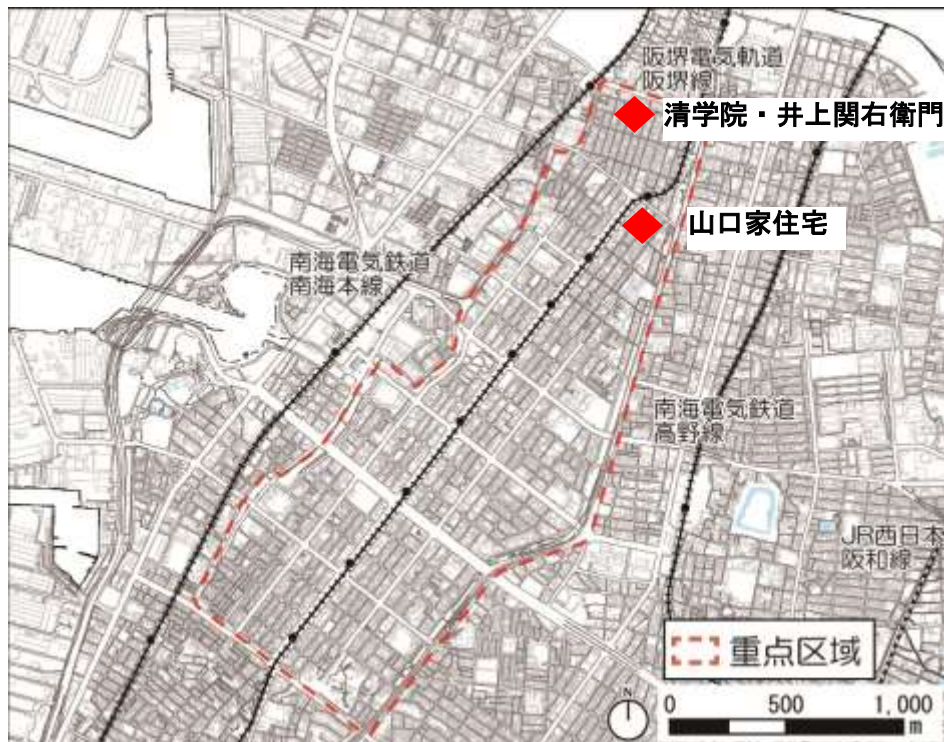 阪堺電気軌道
阪堺線
清学院・井上関右衛門
山口家住宅
南海電気鉄道
南海本線
南海電気鉄道
高野線
JR西日本
阪和線
重点区域
N
0 500 1,000
m